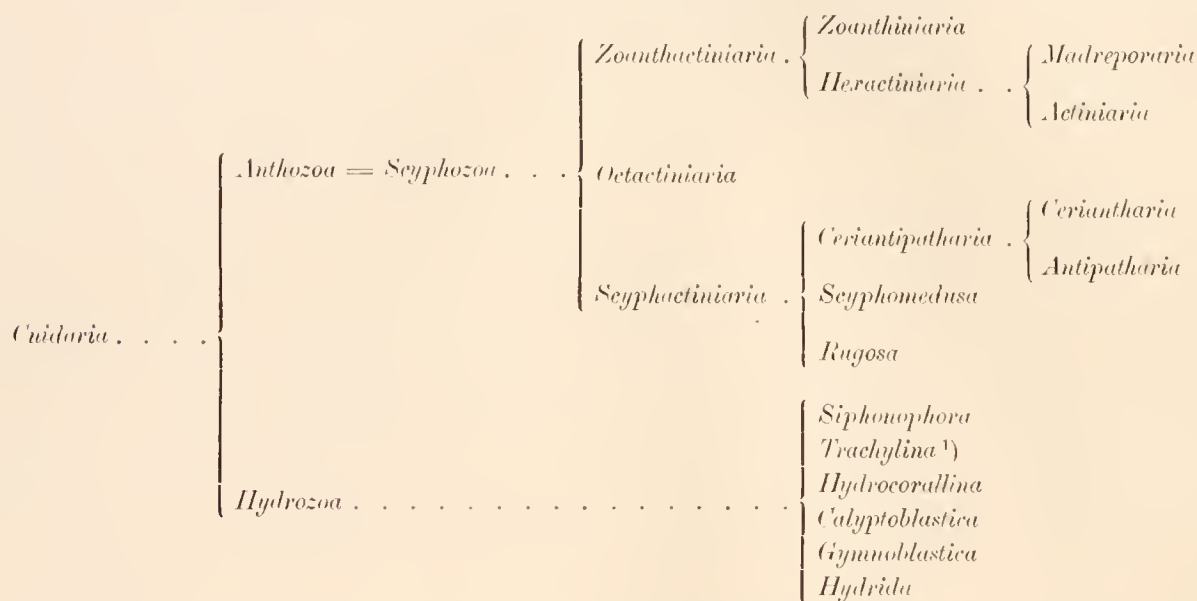 Zoanthiniaria
Zoanthactiniaria .
Madreporaria
Hexactiniaria . .
Actiniaria
Anthozoa = Scyphozoa . . .
Octactiniaria
Ceriantharia
Ceriantipatharia .
Antipatharia
Scyphactiniaria .
Scyphomedusa
Cnidaria . . . .
Rugosa
Siphonophora
Trachylina ¹)
Hydrocorallina
Hydrozoa . . . . . . . . . . . . . . .
Calyptoblastica
Gymnoblastica
Hydrida